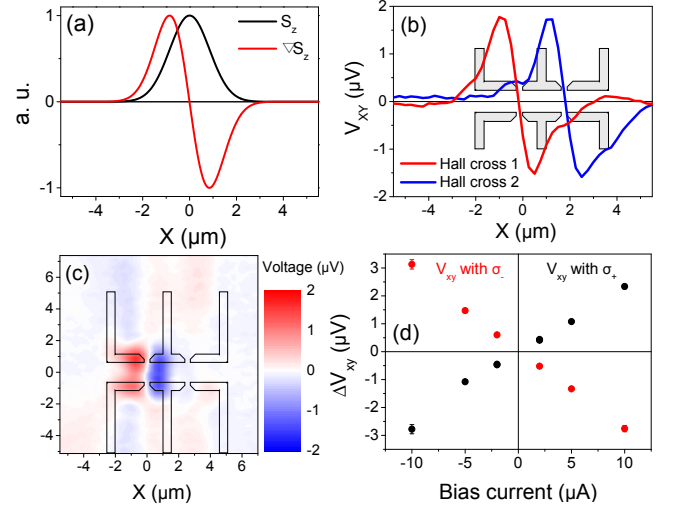 (a)
S_z
▽S_z
a. u.
1
0
-1
-4 -2 0 2 4
X (µm)
(b)
V_XY (µV)
2
1
0
-1
-2
Hall cross 1
Hall cross 2
-4 -2 0 2 4
X (µm)
(c)
Voltage (µV)
6
4
2
0
-2
-4
-4 -2 0 2 4 6
X (µm)
2
1
0
-1
-2
µV
V_xy with σ_-
V_xy with σ_+
(d)
ΔV_xy (µV)
3
2
1
0
-1
-2
-3
-10 -5 0 5 10
Bias current (µA)